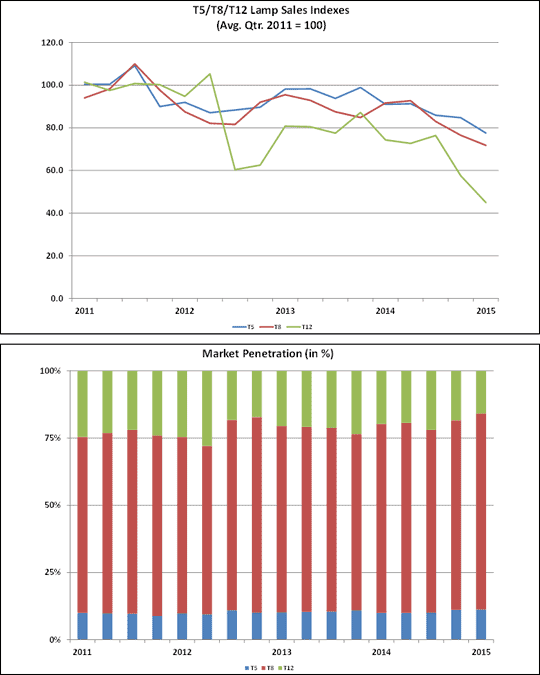 T5/T8/T12 Lamp Sales Indexes
(Avg. Qtr. 2011 = 100)
120.0
100.0
80.0
60.0
40.0
20.0
0.0
2011 2012 2013 2014 2015
T5 T8 T12
Market Penetration (in %)
100%
75%
50%
25%
0%
2011 2012 2013 2014 2015
T5 T8 T12